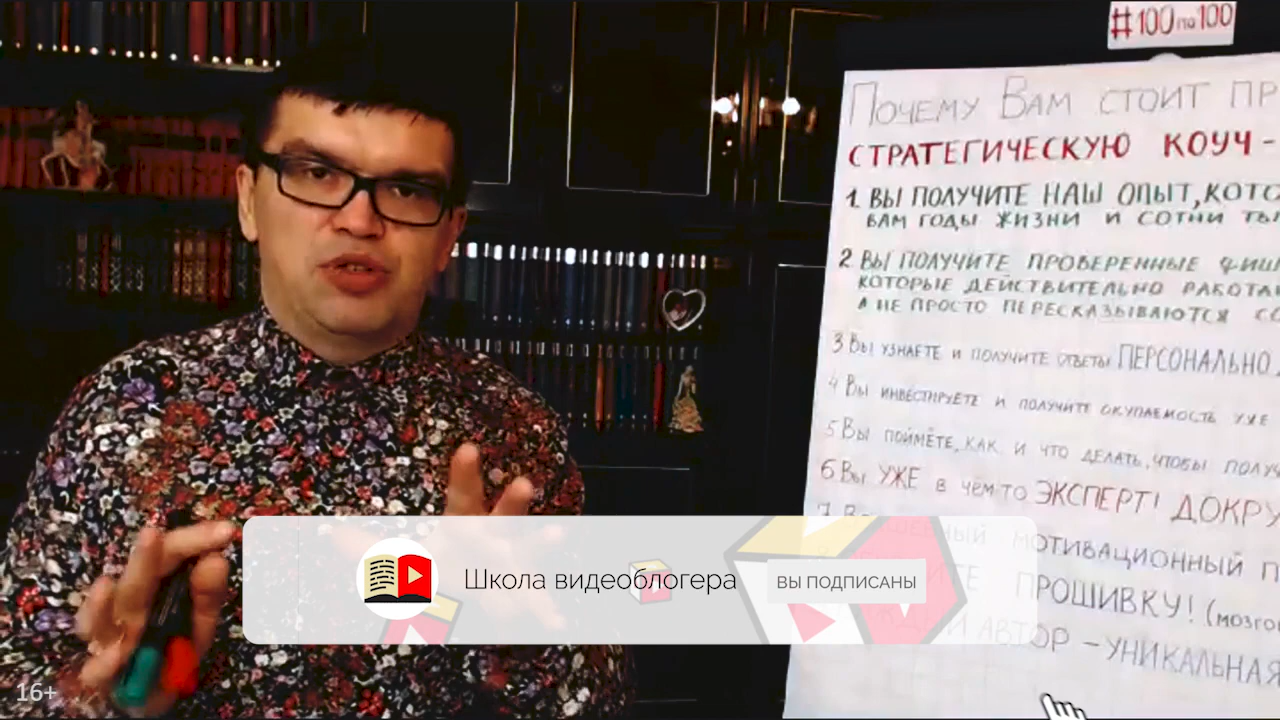 #100по100
ПОЧЕМУ ВАМ СТОИТ ПР
СТРАТЕГИЧЕСКУЮ КОУЧ -
1. ВЫ ПОЛУЧИТЕ НАШ ОПЫТ, КОТО
ВАМ ГОДЫ ЖИЗНИ И СОТНИ ТЫ
2 ВЫ ПОЛУЧИТЕ ПРОВЕРЕННЫЕ ФИШ
КОТОРЫЕ ДЕЙСТВИТЕЛЬНО РАБОТА
А НЕ ПРОСТО ПЕРЕСКАЗЫВАЮТСЯ СО
3 ВЫ УЗНАЕТЕ И ПОЛУЧИТЕ ОТВЕТЫ ПЕРСОНАЛЬНО
4 ВЫ ИНВЕСТИРУЕТЕ И ПОЛУЧИТЕ ОКУПАЕМОСТЬ УЖЕ
5 ВЫ ПОЙМЁТЕ, КАК И ЧТО ДЕЛАТЬ, ЧТОБЫ ПОЛУЧ
6 ВЫ УЖЕ В ЧЁМ-ТО ЭКСПЕРТ! ДОКРУ
7 МОТИВАЦИОННЫЙ П
ПРОШИВКУ! (МОЗГО
АВТОР - УНИКАЛЬНАЯ
Школа видеоблогера
ВЫ ПОДПИСАНЫ
16+